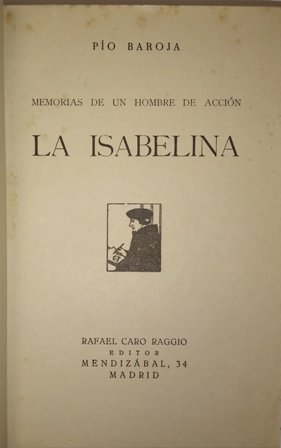 PÍO BAROJA
MEMORIAS DE UN HOMBRE DE ACCIÓN
LA ISABELINA
RAFAEL CARO RAGGIO
EDITOR
MENDIZÁBAL, 34
MADRID